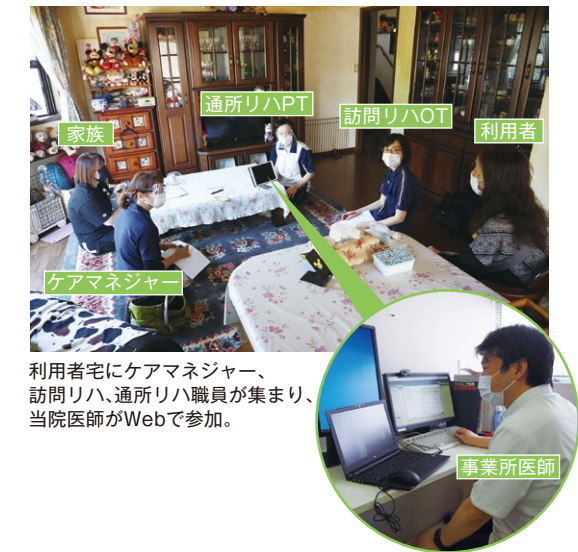 通所リハPT
訪問リハOT
家族
利用者
ケアマネジャー
利用者宅にケアマネジャー、
訪問リハ、通所リハ職員が集まり、
当院医師がWebで参加。
事業所医師